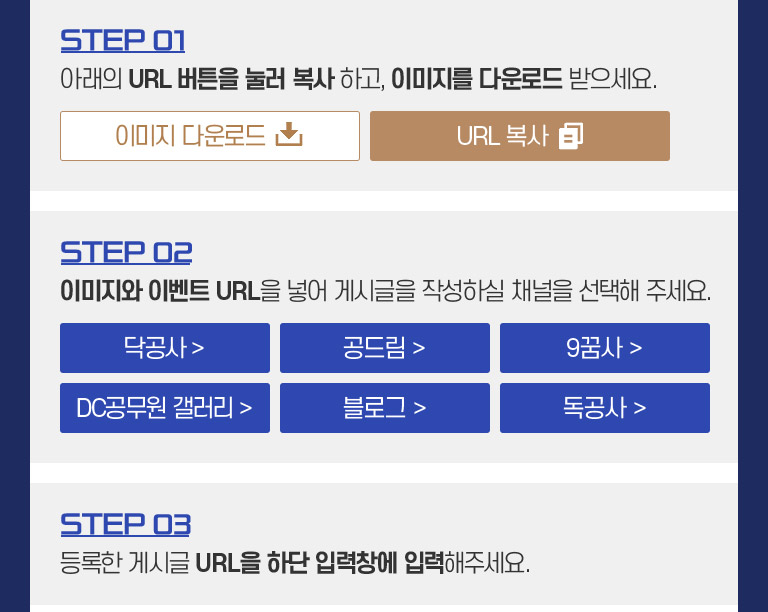 STEP 01
아래의 URL 버튼을 눌러 복사 하고, 이미지를 다운로드 받으세요.
이미지 다운로드
URL 복사
STEP 02
이미지와 이벤트 URL을 넣어 게시글을 작성하실 채널을 선택해 주세요.
닥공사 >
공드림 >
9꿈사 >
DC공무원 갤러리 >
블로그 >
독공사 >
STEP 03
등록한 게시글 URL을 하단 입력창에 입력해주세요.